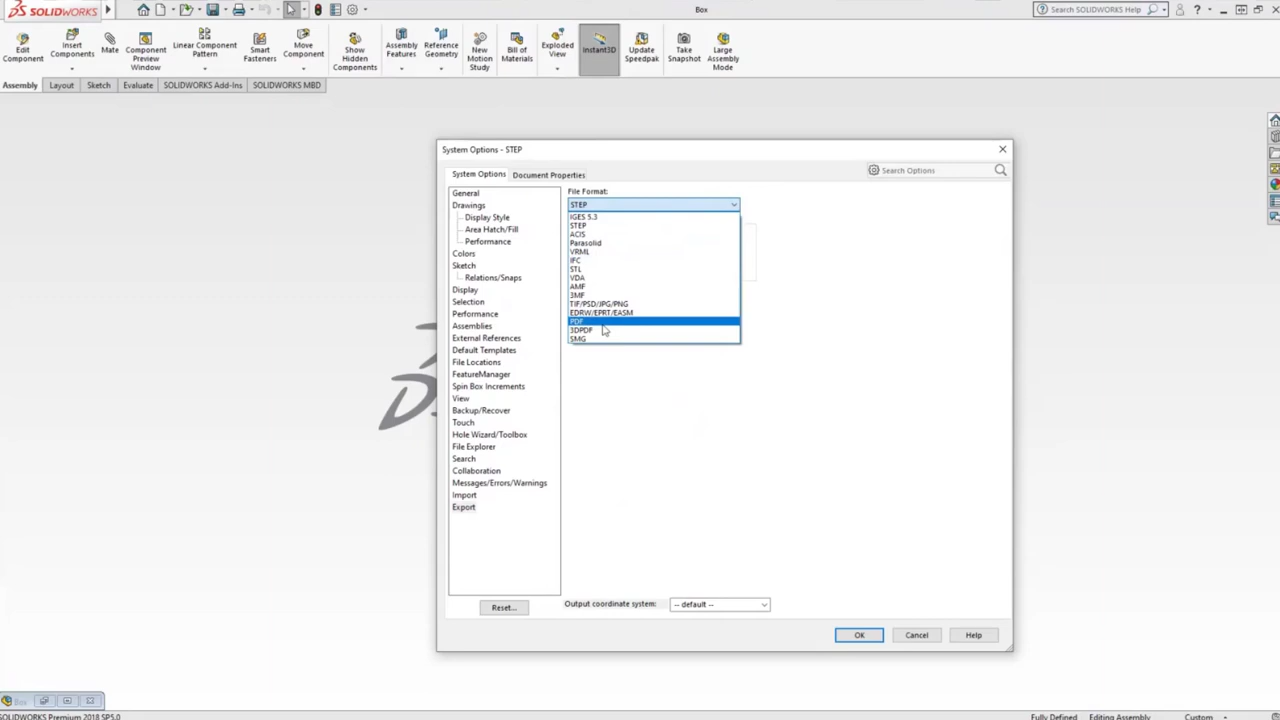 SOLIDWORKS
Box
Search SOLIDWORKS Help
?
Edit Component
Insert Components
Mate
Component Preview Window
Linear Component Pattern
Smart Fasteners
Move Component
Show Hidden Components
Assembly Features
Reference Geometry
New Motion Study
Bill of Materials
Exploded View
Instant3D
Update Speedpak
Take Snapshot
Large Assembly Mode
Assembly
Layout
Sketch
Evaluate
SOLIDWORKS Add-Ins
SOLIDWORKS MBD
System Options - STEP
System Options
Document Properties
Search Options
General
Drawings
Display Style
Area Hatch/Fill
Performance
Colors
Sketch
Relations/Snaps
Display
Selection
Performance
Assemblies
External References
Default Templates
File Locations
FeatureManager
Spin Box Increments
View
Backup/Recover
Touch
Hole Wizard/Toolbox
File Explorer
Search
Collaboration
Messages/Errors/Warnings
Import
Export
File Format:
STEP
IGES 5.3
STEP
ACIS
Parasolid
VRML
IFC
STL
VDA
AMF
3MF
TIF/PSD/JPG/PNG
EDRW/EPRT/EASM
PDF
3DPDF
SMG
Reset...
Output coordinate system:
-- default --
OK
Cancel
Help
Box
SOLIDWORKS Premium 2018 SP5.0
Fully Defined
Editing Assembly
Custom